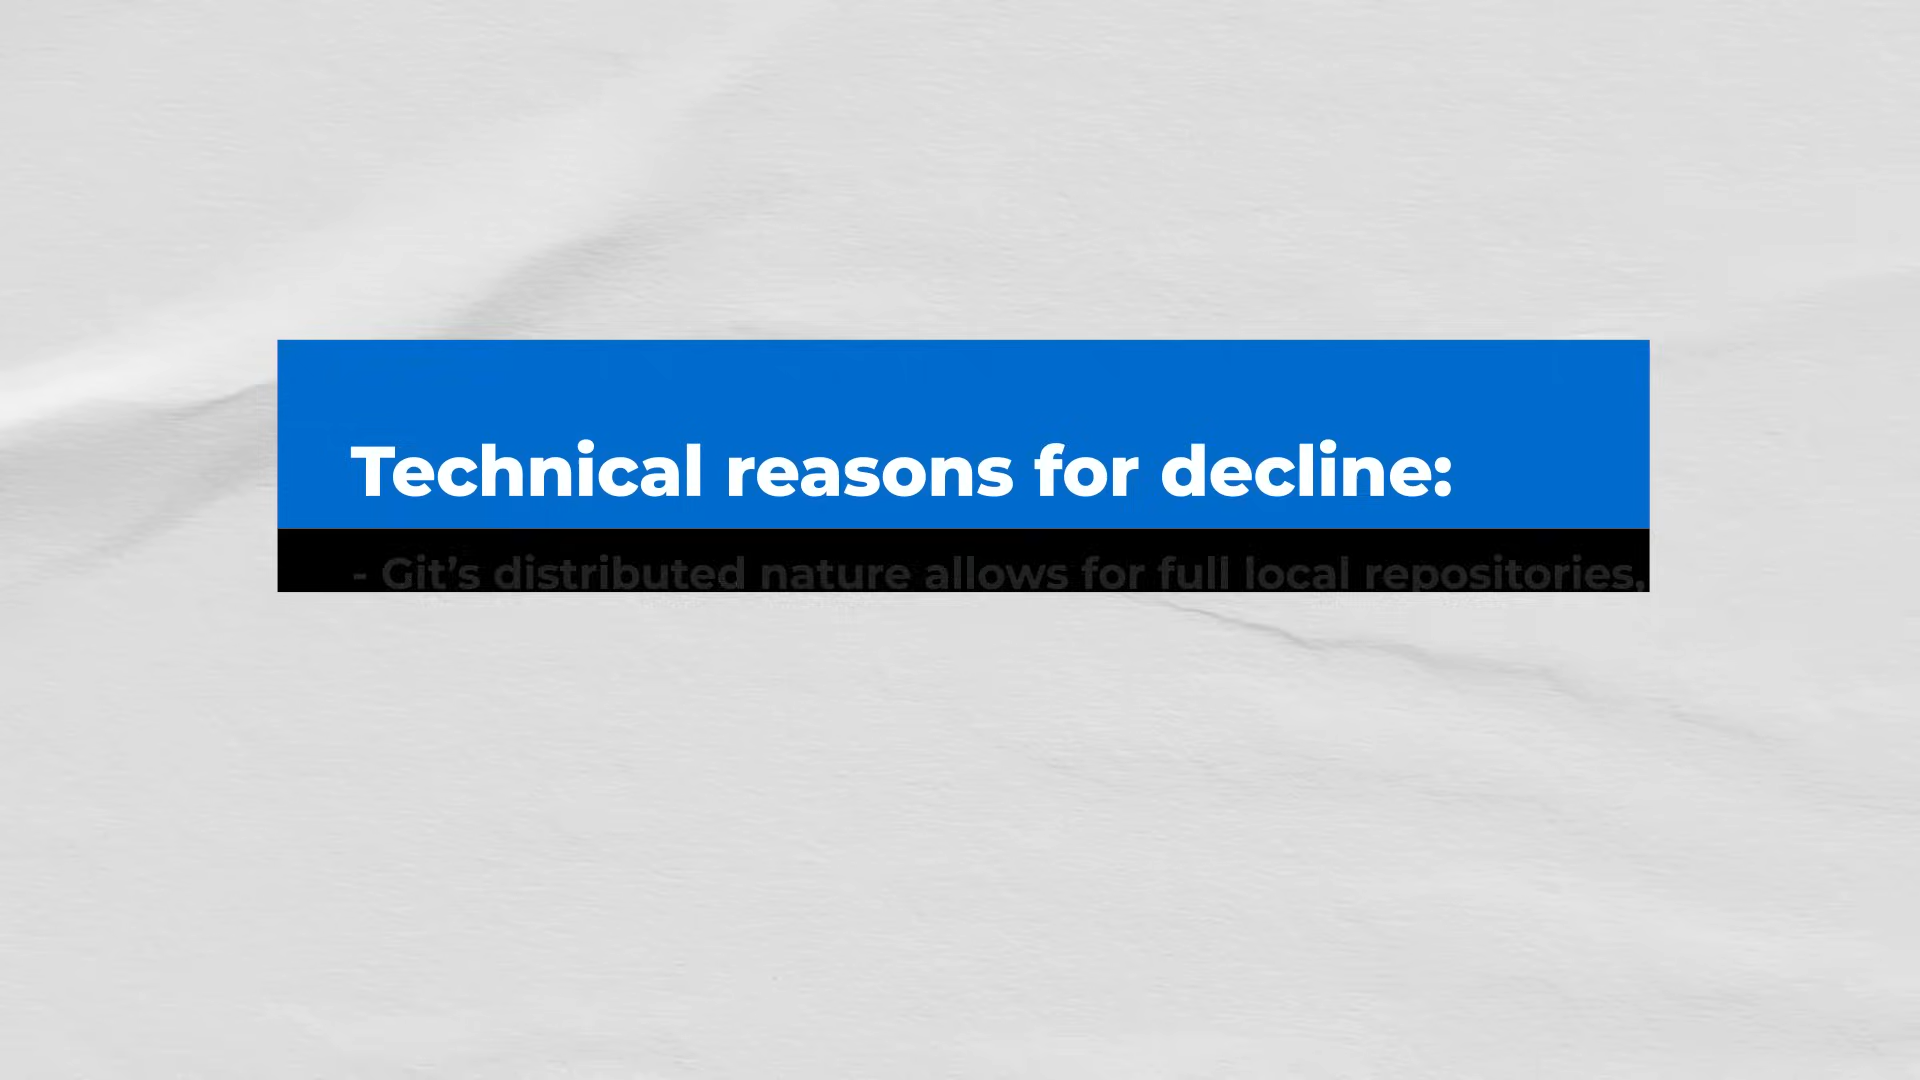 Technical reasons for decline:
- Git’s distributed nature allows for full local repositories,